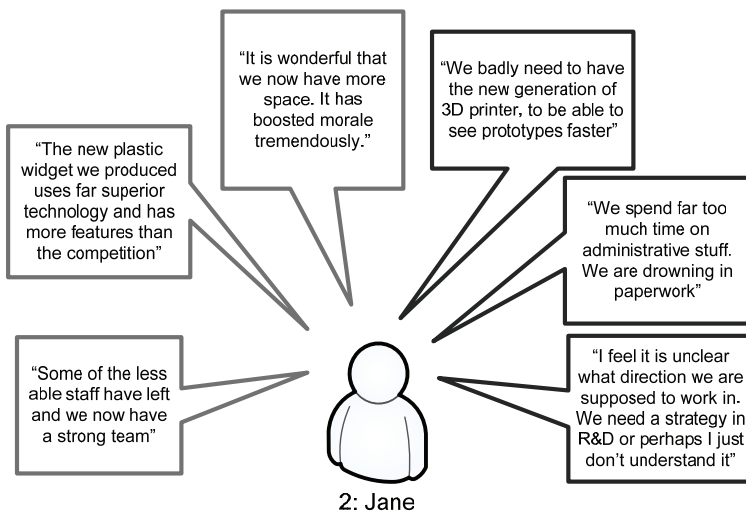 “It is wonderful that
we now have more
space. It has
boosted morale
tremendously.”
“We badly need to have
the new generation of
3D printer, to be able to
see prototypes faster”
“The new plastic
widget we produced
uses far superior
technology and has
more features than
the competition”
“We spend far too
much time on
administrative stuff.
We are drowning in
paperwork”
“Some of the less
able staff have left
and we now have
a strong team”
“I feel it is unclear
what direction we are
supposed to work in.
We need a strategy in
R&D or perhaps I just
don’t understand it”
2: Jane